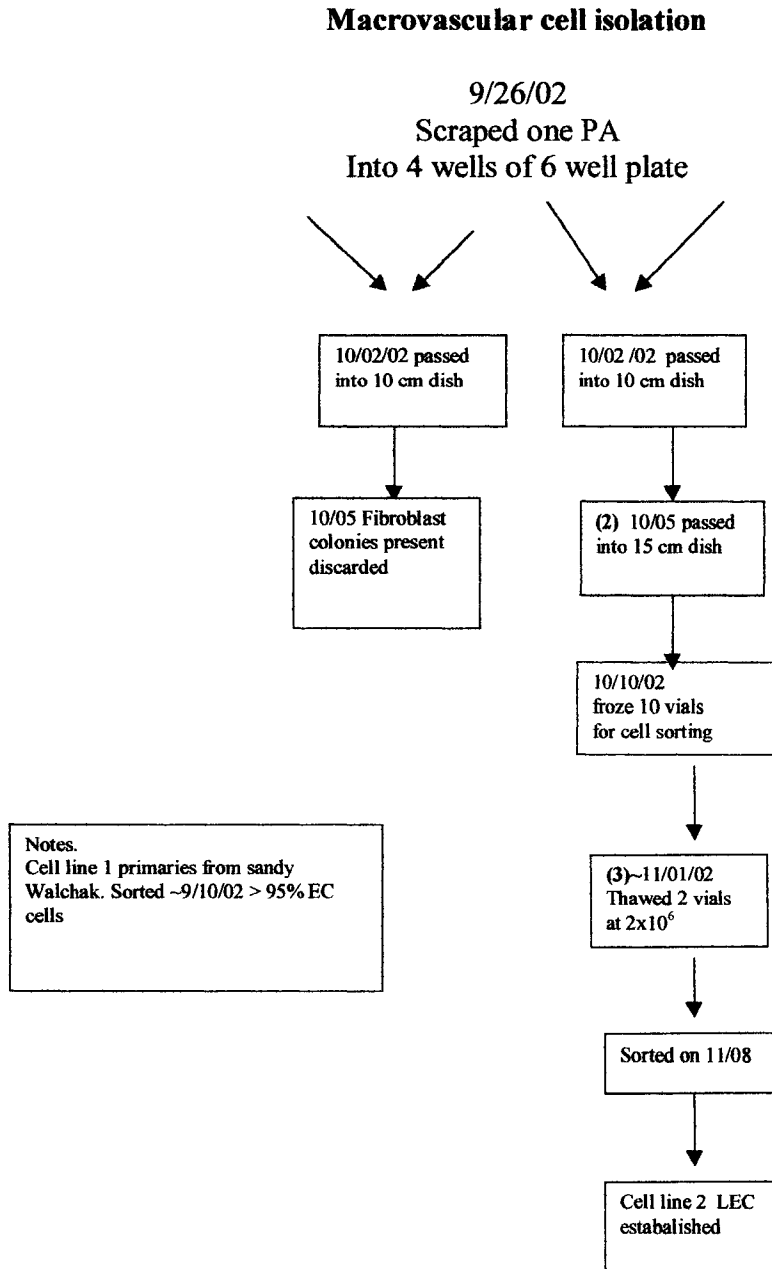 Macrovascular cell isolation
9/26/02
Scraped one PA
Into 4 wells of 6 well plate
10/02/02 passed
into 10 cm dish
10/02 /02 passed
into 10 cm dish
10/05 Fibroblast
colonies present
discarded
(2) 10/05 passed
into 15 cm dish
10/10/02
froze 10 vials
for cell sorting
Notes.
Cell line 1 primaries from sandy
Walchak. Sorted ~9/10/02 > 95% EC
cells
(3)~11/01/02
Thawed 2 vials
at 2x10⁶
Sorted on 11/08
Cell line 2 LEC
estabalished